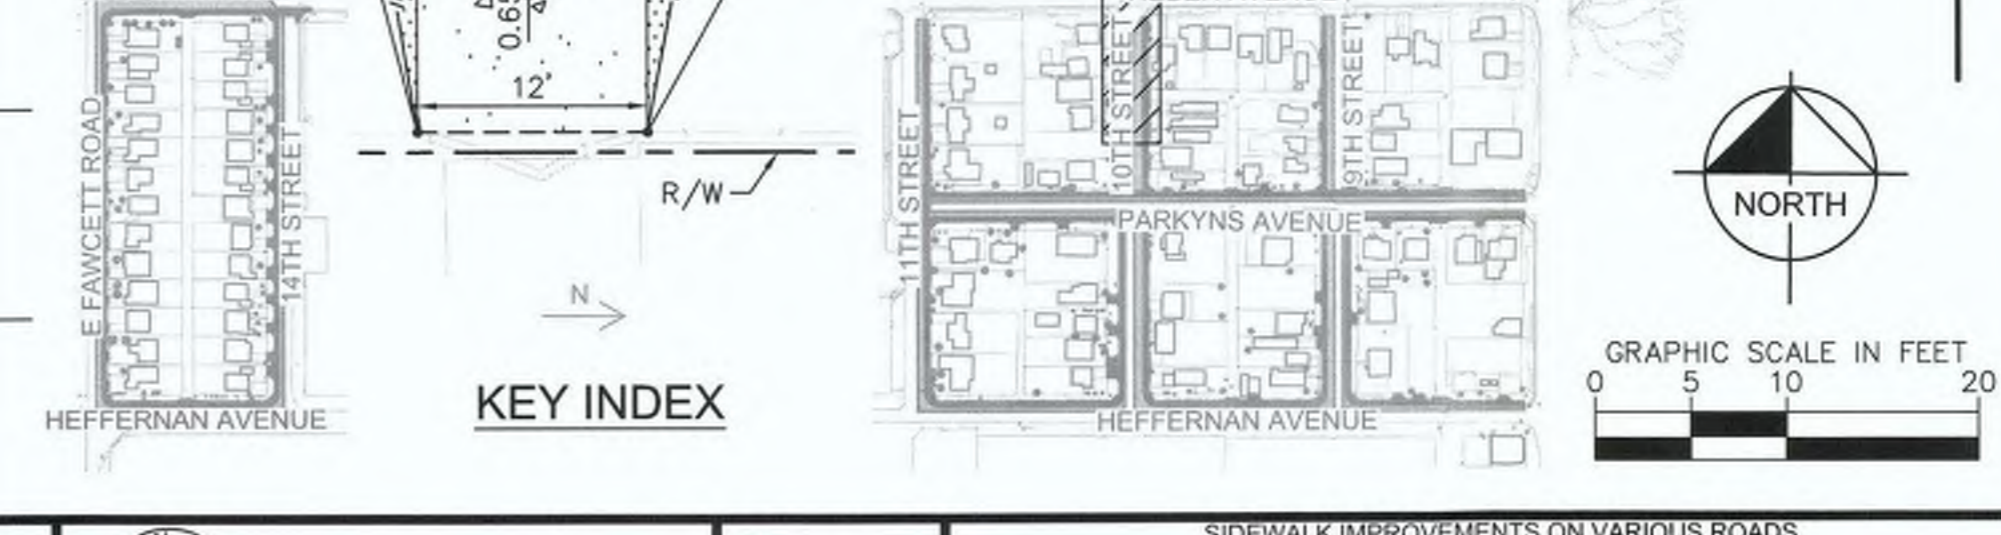 0.65
12'
R/W
N
KEY INDEX
E FAWCETT ROAD
14TH STREET
HEFFERNAN AVENUE
11TH STREET
10TH STREET
9TH STREET
PARKYNS AVENUE
HEFFERNAN AVENUE
NORTH
GRAPHIC SCALE IN FEET
0 5 10 20
SIDEWALK IMPROVEMENTS ON VARIOUS ROADS